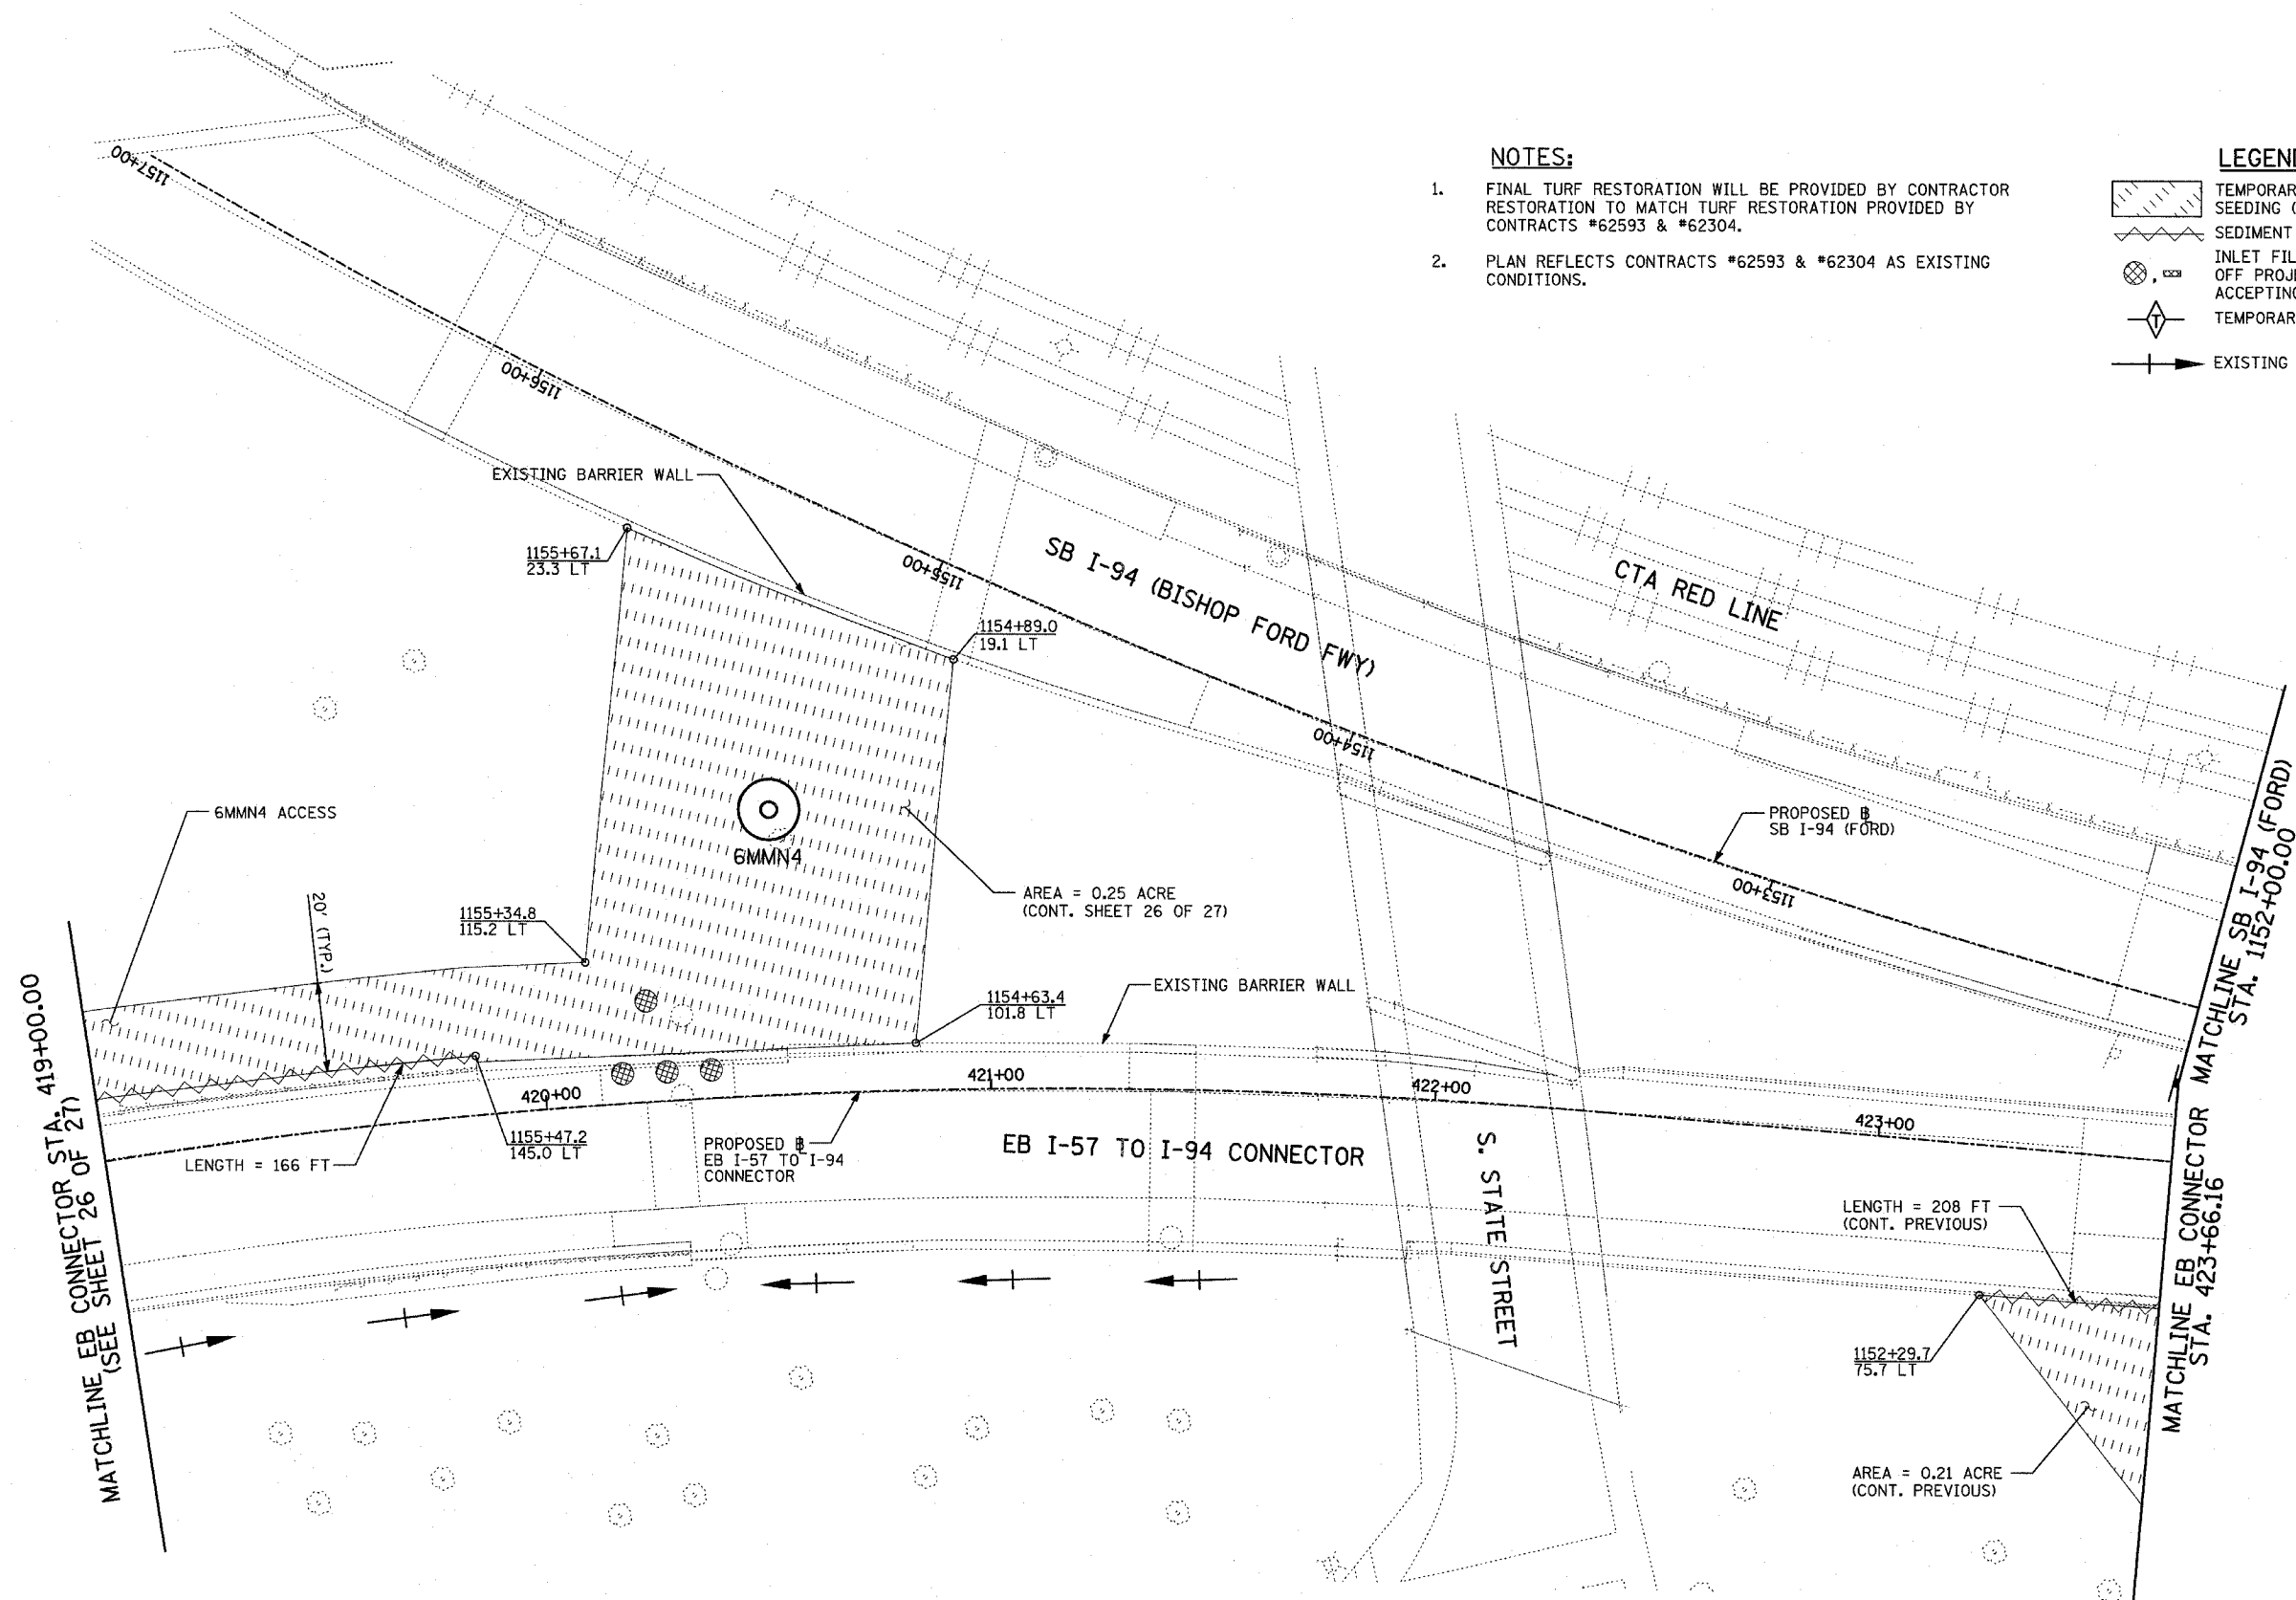 NOTES:
1. FINAL TURF RESTORATION WILL BE PROVIDED BY CONTRACTOR
RESTORATION TO MATCH TURF RESTORATION PROVIDED BY
CONTRACTS #62593 & #62304.
2. PLAN REFLECTS CONTRACTS #62593 & #62304 AS EXISTING
CONDITIONS.
LEGEN
TEMPORAR
SEEDING (
SEDIMENT
INLET FIL
OFF PROJ
ACCEPTING
T
TEMPORAR
EXISTING
1157+00
1156+00
EXISTING BARRIER WALL
1155+67.1
23.3 LT
1155+00
SB I-94 (BISHOP FORD FWY)
CTA RED LINE
1154+89.0
19.1 LT
1154+00
6MMN4 ACCESS
6MMN4
PROPOSED B
SB I-94 (FORD)
1153+00
AREA = 0.25 ACRE
(CONT. SHEET 26 OF 27)
20' (TYP.)
1155+34.8
115.2 LT
1154+63.4
101.8 LT
EXISTING BARRIER WALL
MATCHLINE SB I-94 (FORD)
STA. 1152+00.00
MATCHLINE EB CONNECTOR STA. 419+00.00
(SEE SHEET 26 OF 27)
420+00
421+00
422+00
423+00
LENGTH = 166 FT
1155+47.2
145.0 LT
PROPOSED B
EB I-57 TO I-94
CONNECTOR
EB I-57 TO I-94 CONNECTOR
S. STATE STREET
LENGTH = 208 FT
(CONT. PREVIOUS)
1152+29.7
75.7 LT
AREA = 0.21 ACRE
(CONT. PREVIOUS)
MATCHLINE EB CONNECTOR
STA. 423+66.16